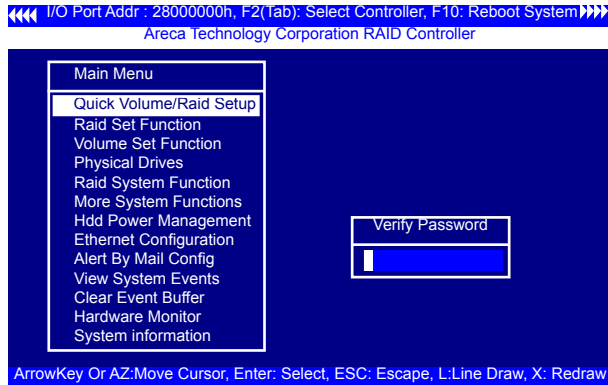 I/O Port Addr : 28000000h, F2(Tab): Select Controller, F10: Reboot System
Areca Technology Corporation RAID Controller
Main Menu
Quick Volume/Raid Setup
Raid Set Function
Volume Set Function
Physical Drives
Raid System Function
More System Functions
Hdd Power Management
Ethernet Configuration
Alert By Mail Config
View System Events
Clear Event Buffer
Hardware Monitor
System information
Verify Password
ArrowKey Or AZ:Move Cursor, Enter: Select, ESC: Escape, L:Line Draw, X: Redraw